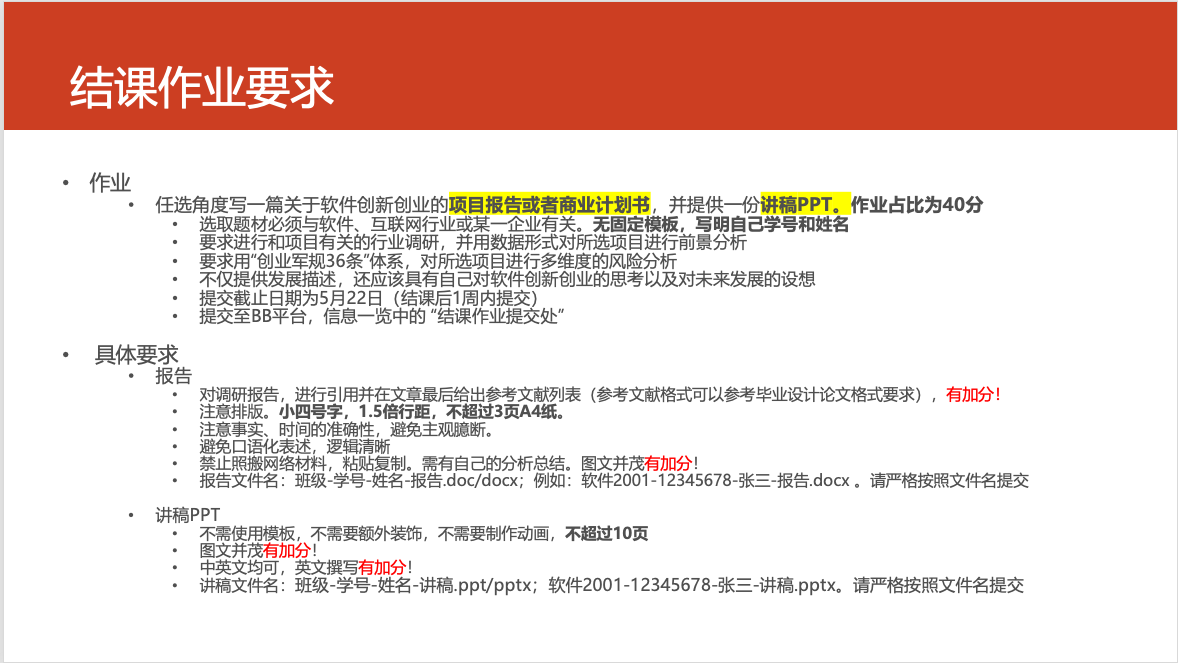 结课作业要求
• 作业
• 任选角度写一篇关于软件创新创业的项目报告或者商业计划书，并提供一份讲稿PPT。作业占比为40分
• 选取题材必须与软件、互联网行业或某一企业有关。无固定模板，写明自己学号和姓名
• 要求进行和项目有关的行业调研，并用数据形式对所选项目进行前景分析
• 要求用“创业军规36条”体系，对所选项目进行多维度的风险分析
• 不仅提供发展描述，还应该具有自己对软件创新创业的思考以及对未来发展的设想
• 提交截止日期为5月22日（结课后1周内提交）
• 提交至BB平台，信息一览中的 “结课作业提交处”
• 具体要求
• 报告
• 对调研报告，进行引用并在文章最后给出参考文献列表（参考文献格式可以参考毕业设计论文格式要求），有加分！
• 注意排版。小四号字，1.5倍行距，不超过3页A4纸。
• 注意事实、时间的准确性，避免主观臆断。
• 避免口语化表述，逻辑清晰
• 禁止照搬网络材料，粘贴复制。需有自己的分析总结。图文并茂有加分！
• 报告文件名：班级-学号-姓名-报告.doc/docx；例如：软件2001-12345678-张三-报告.docx 。请严格按照文件名提交
• 讲稿PPT
• 不需使用模板，不需要额外装饰，不需要制作动画，不超过10页
• 图文并茂有加分！
• 中英文均可，英文撰写有加分！
• 讲稿文件名：班级-学号-姓名-讲稿.ppt/pptx；软件2001-12345678-张三-讲稿.pptx。请严格按照文件名提交